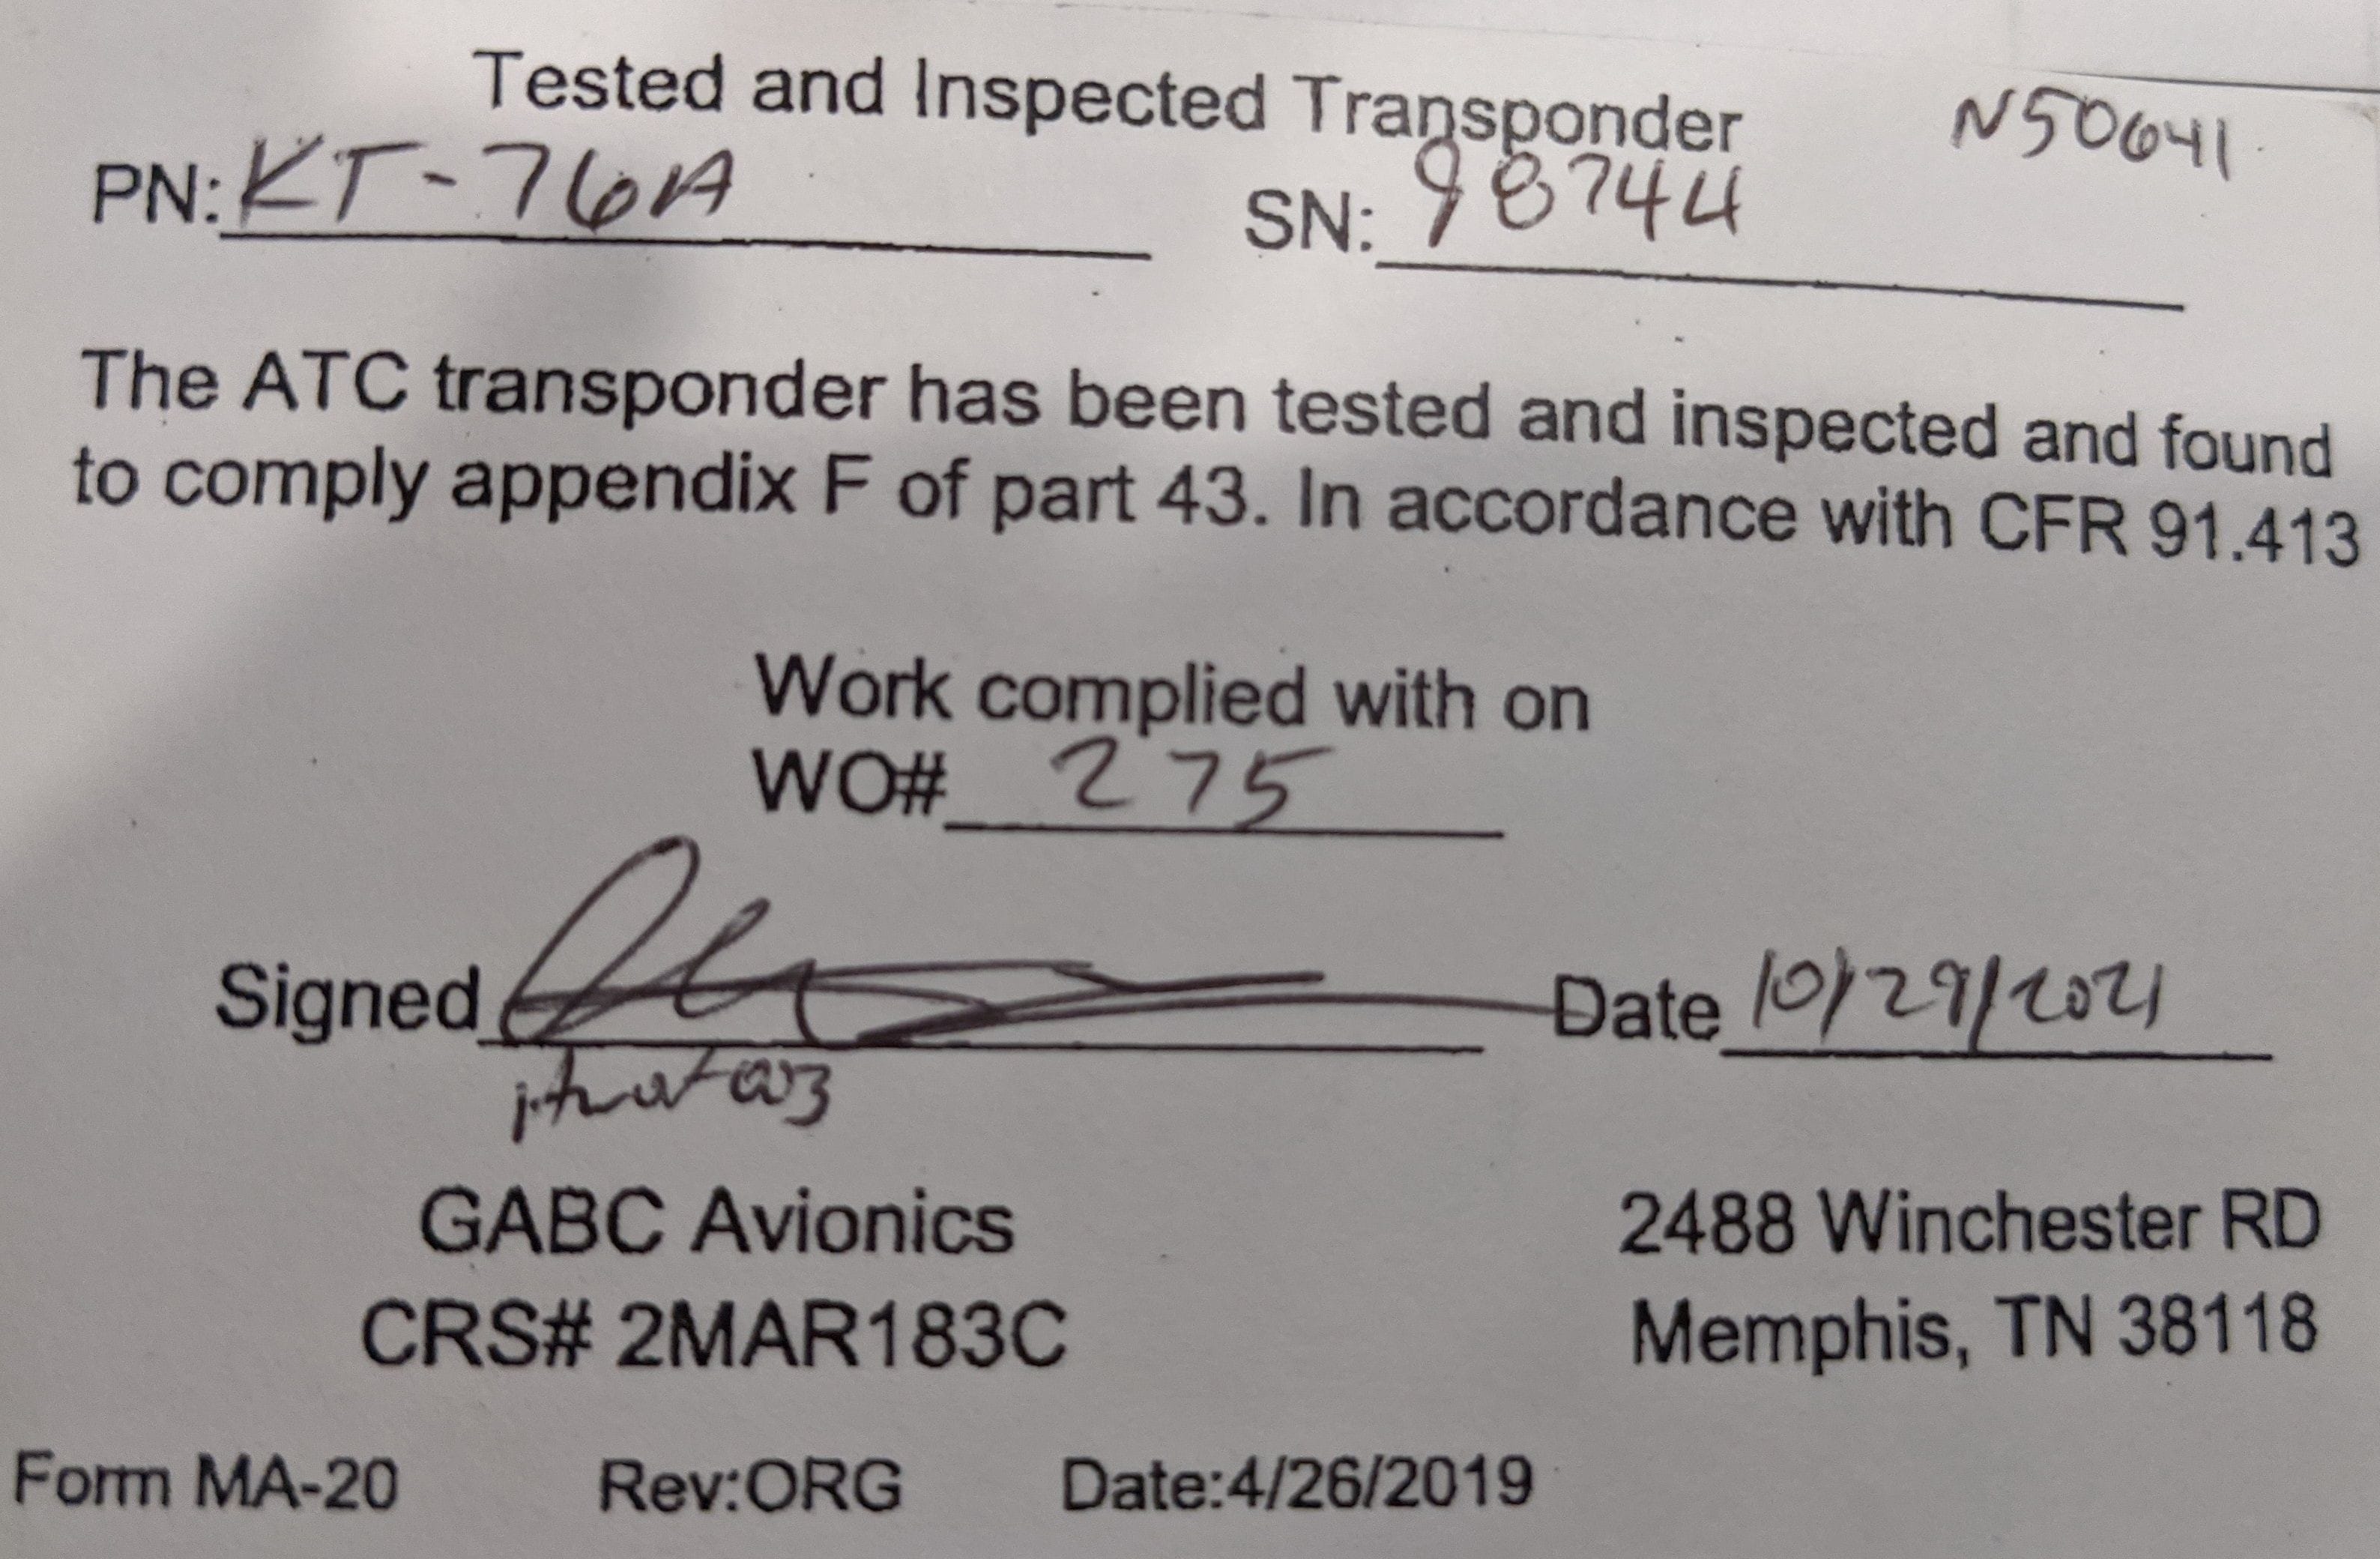 Tested and Inspected Transponder N50641
PN: KT-76A SN: 98744
The ATC transponder has been tested and inspected and found
to comply appendix F of part 43. In accordance with CFR 91.413
Work complied with on
WO# 275
Signed Date 10/29/2021
GABC Avionics 2488 Winchester RD
CRS# 2MAR183C Memphis, TN 38118
Form MA-20 Rev:ORG Date:4/26/2019